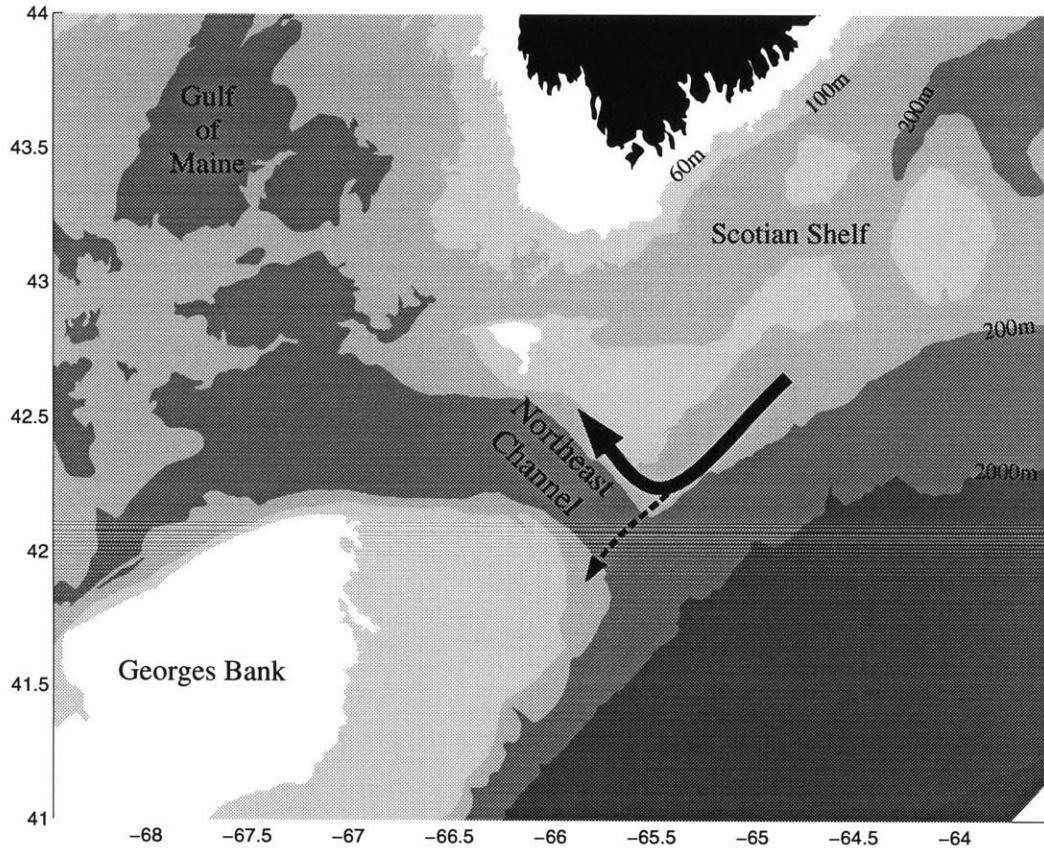 44
43.5
43
42.5
42
41.5
41
Gulf
of
Maine
100m
200m
60m
Scotian Shelf
200m
Northeast
Channel
2000m
Georges Bank
−68
−67.5
−67
−66.5
−66
−65.5
−65
−64.5
−64